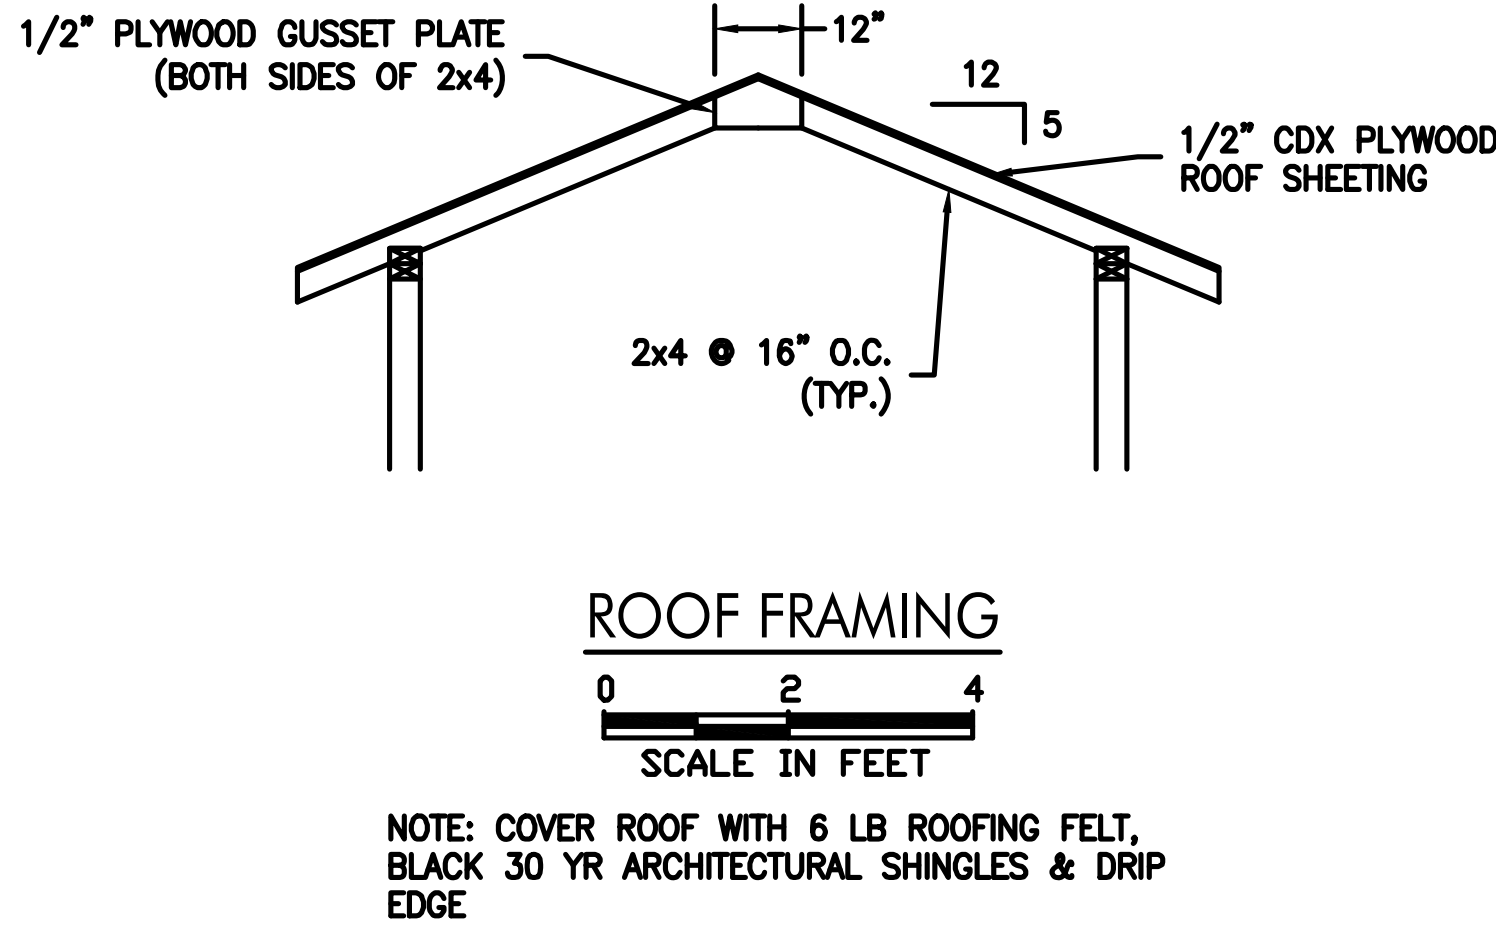 1/2" PLYWOOD GUSSET PLATE
(BOTH SIDES OF 2x4)
12"
12
5
1/2" CDX PLYWOOD
ROOF SHEETING
2x4 @ 16" O.C.
(TYP.)
ROOF FRAMING
0 2 4
SCALE IN FEET
NOTE: COVER ROOF WITH 6 LB ROOFING FELT,
BLACK 30 YR ARCHITECTURAL SHINGLES & DRIP
EDGE